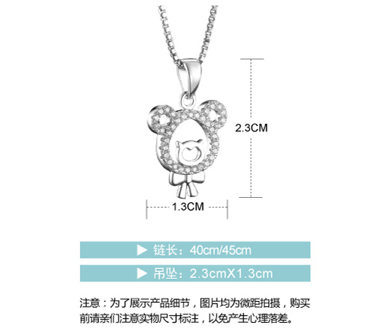 2.3CM
1.3CM
▶ 链长：40cm/45cm
▶ 吊坠：2.3cmX1.3cm
注意：为了展示产品细节，图片均为微距拍摄，购买
前请亲们注意实物尺寸标注，以免产生心理落差。